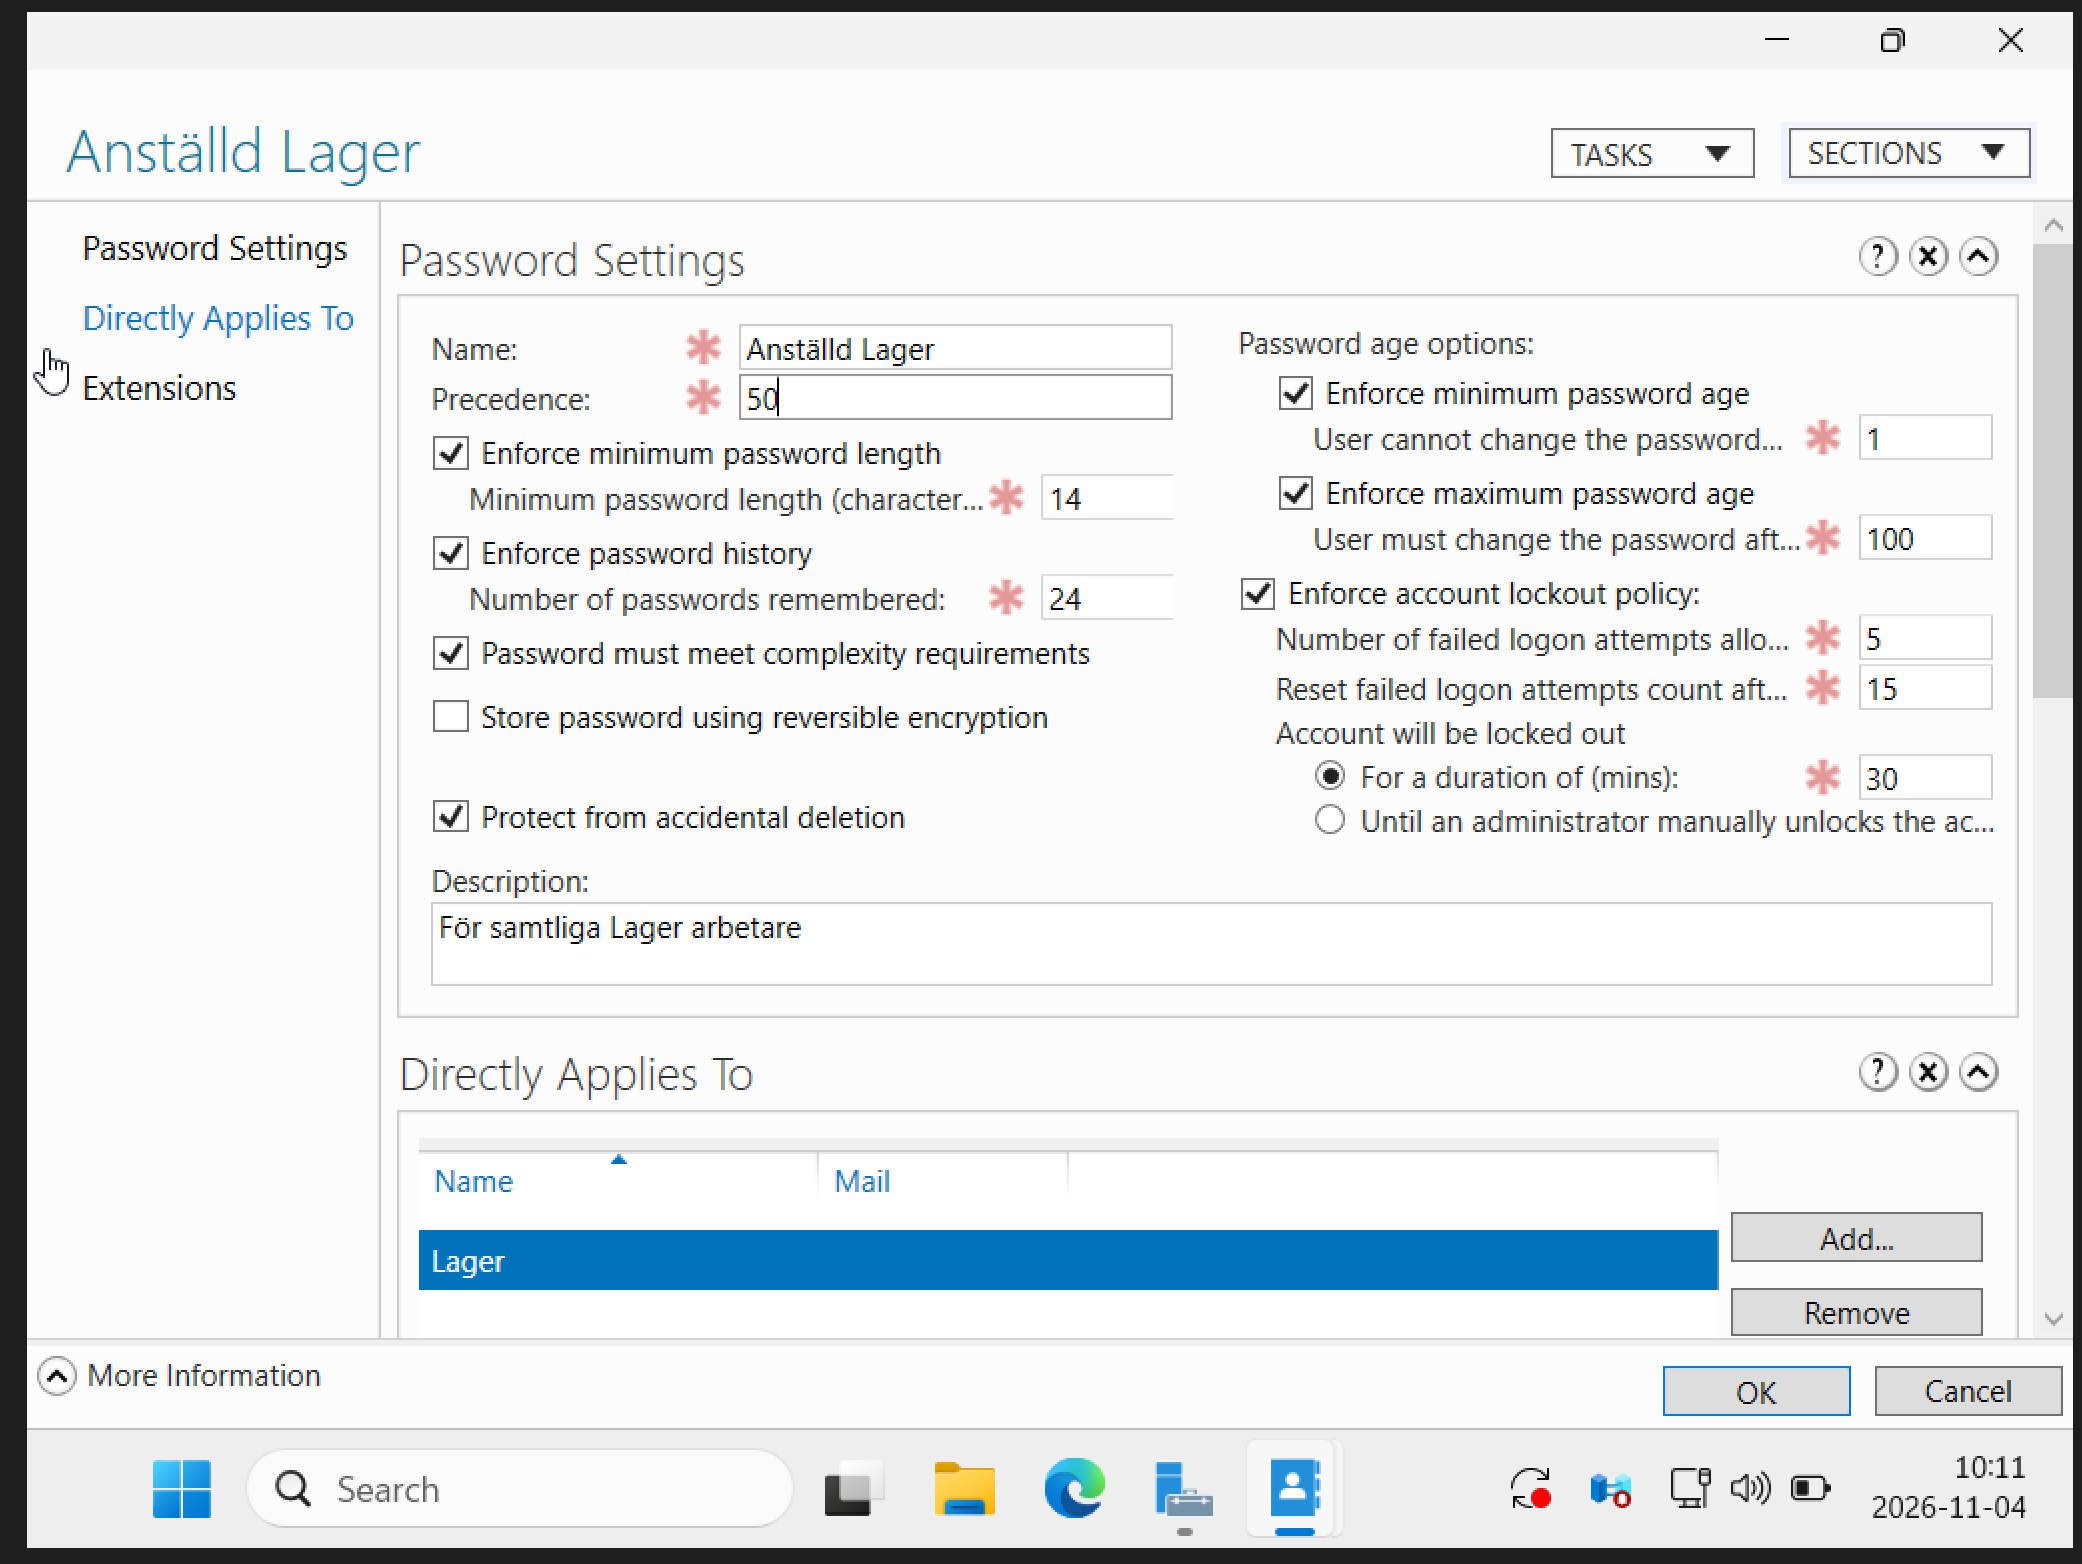 Anställd Lager
TASKS
SECTIONS
Password Settings
Directly Applies To
Extensions
Password Settings
Name:
Anställd Lager
Precedence:
50
Enforce minimum password length
Minimum password length (character...
14
Enforce password history
Number of passwords remembered:
24
Password must meet complexity requirements
Store password using reversible encryption
Protect from accidental deletion
Password age options:
Enforce minimum password age
User cannot change the password...
1
Enforce maximum password age
User must change the password aft...
100
Enforce account lockout policy:
Number of failed logon attempts allo...
5
Reset failed logon attempts count aft...
15
Account will be locked out
For a duration of (mins):
30
Until an administrator manually unlocks the ac...
Description:
För samtliga Lager arbetare
Directly Applies To
Name
Mail
Lager
Add...
Remove
More Information
OK
Cancel
Search
10:11
2026-11-04